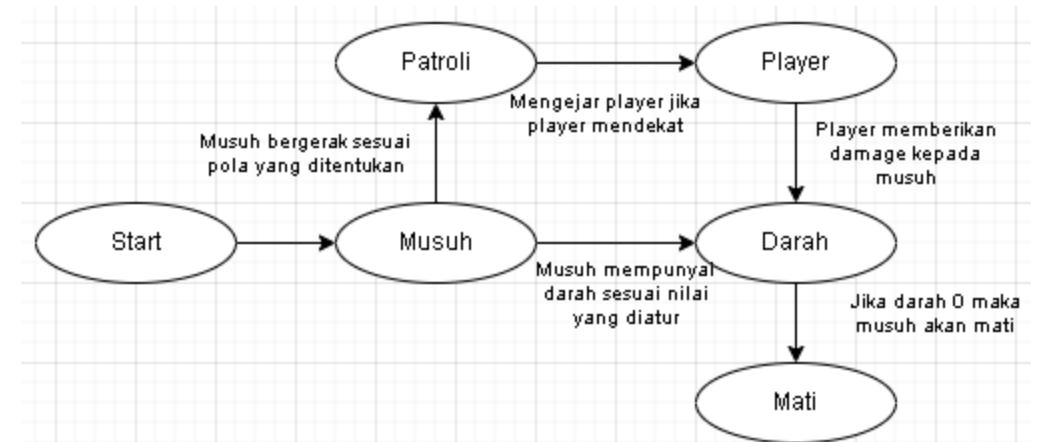 Patroli
Player
Mengejar player jika
player mendekat
Musuh bergerak sesuai
pola yang ditentukan
Player memberikan
damage kepada
musuh
Start
Musuh
Darah
Musuh mempunyai
darah sesuai nilai
yang diatur
Jika darah 0 maka
musuh akan mati
Mati